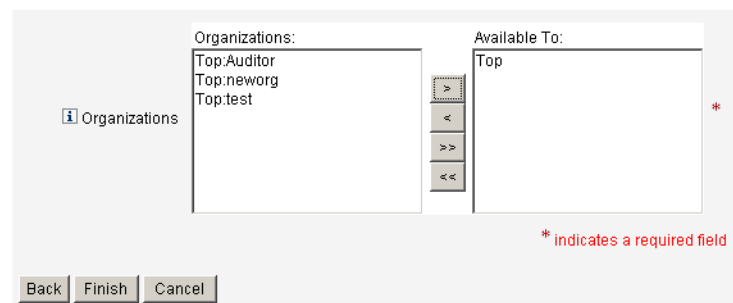 Organizations: Available To:
Top:Auditor Top
Top:neworg
Top:test
>
i Organizations *
<
>>
<<
* indicates a required field
Back Finish Cancel